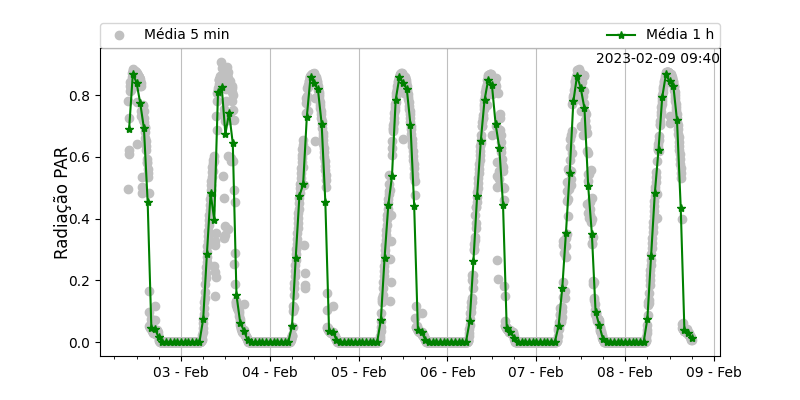 Média 5 min
Média 1 h
2023-02-09 09:40
Radiação PAR
0.8
0.6
0.4
0.2
0.0
03 - Feb
04 - Feb
05 - Feb
06 - Feb
07 - Feb
08 - Feb
09 - Feb